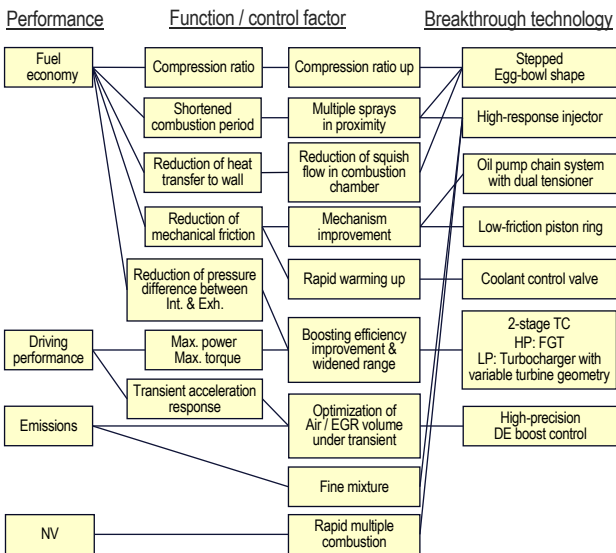 Performance
Function / control factor
Breakthrough technology
Fuel
economy
Compression ratio
Compression ratio up
Stepped
Egg-bowl shape
Shortened
combustion period
Multiple sprays
in proximity
High-response injector
Reduction of heat
transfer to wall
Reduction of squish
flow in combustion
chamber
Oil pump chain system
with dual tensioner
Reduction of
mechanical friction
Mechanism
improvement
Low-friction piston ring
Reduction of pressure
difference between
Int. & Exh.
Rapid warming up
Coolant control valve
Driving
performance
Max. power
Max. torque
Boosting efficiency
improvement &
widened range
2-stage TC
HP: FGT
LP: Turbocharger with
variable turbine geometry
Transient acceleration
response
Emissions
Optimization of
Air / EGR volume
under transient
High-precision
DE boost control
Fine mixture
NV
Rapid multiple
combustion